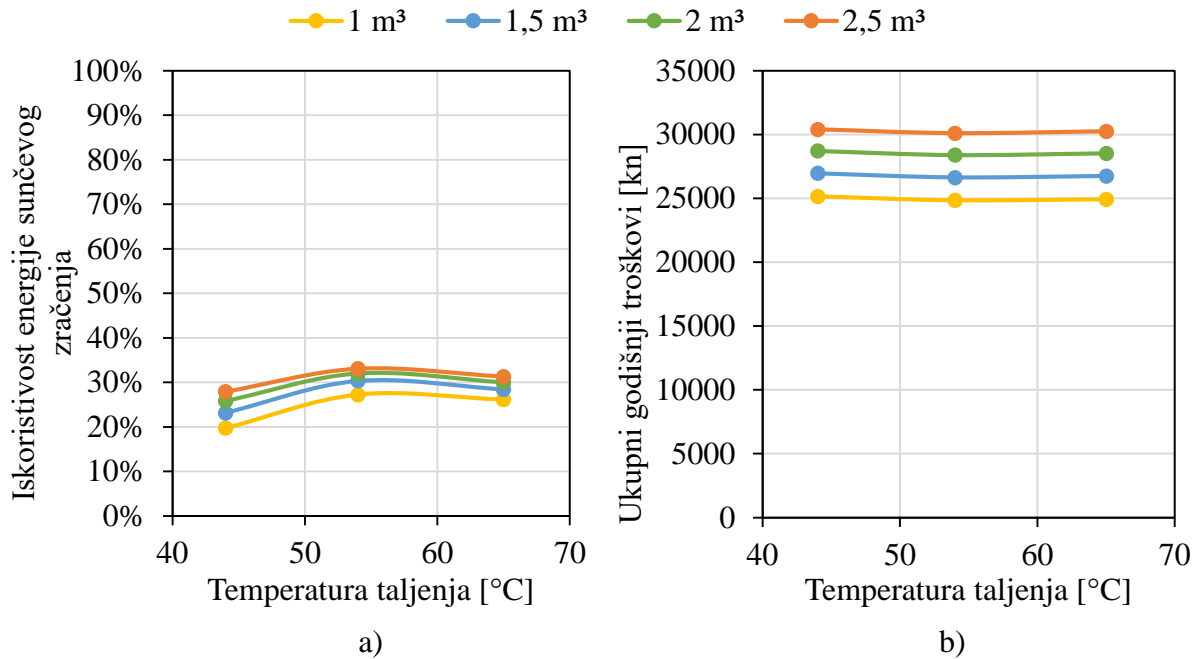 1 m³ 1,5 m³ 2 m³ 2,5 m³
100%
90%
80%
70%
60%
50%
40%
30%
20%
10%
0%
Iskoristivost energije sunčevog
zračenja
40 50 60 70
Temperatura taljenja [°C]
a)
35000
30000
25000
20000
15000
10000
5000
0
Ukupni godišnji troškovi [kn]
40 50 60 70
Temperatura taljenja [°C]
b)